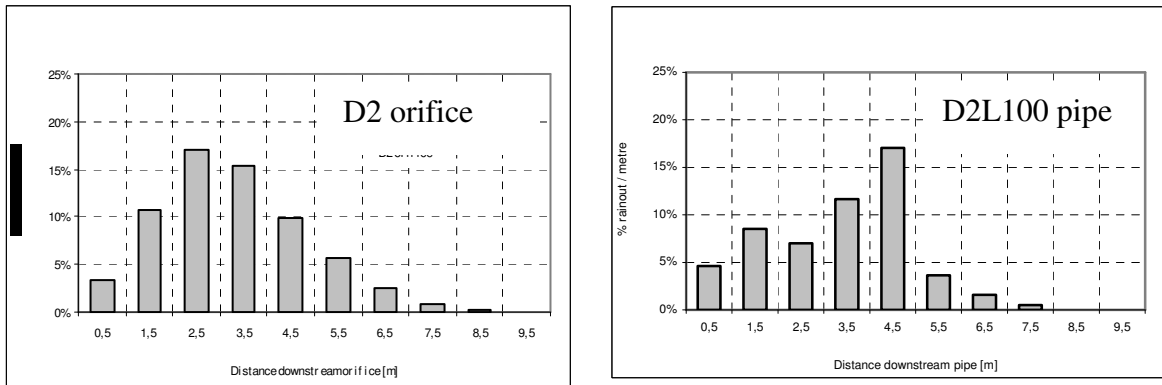 25%
20%
15%
10%
5%
0%
D2 orifice
0,5 1,5 2,5 3,5 4,5 5,5 6,5 7,5 8,5 9,5
Distance downstreamorifice [m]
25%
20%
15%
10%
5%
0%
% rainout / metre
D2L100 pipe
0,5 1,5 2,5 3,5 4,5 5,5 6,5 7,5 8,5 9,5
Distance downstream pipe [m]